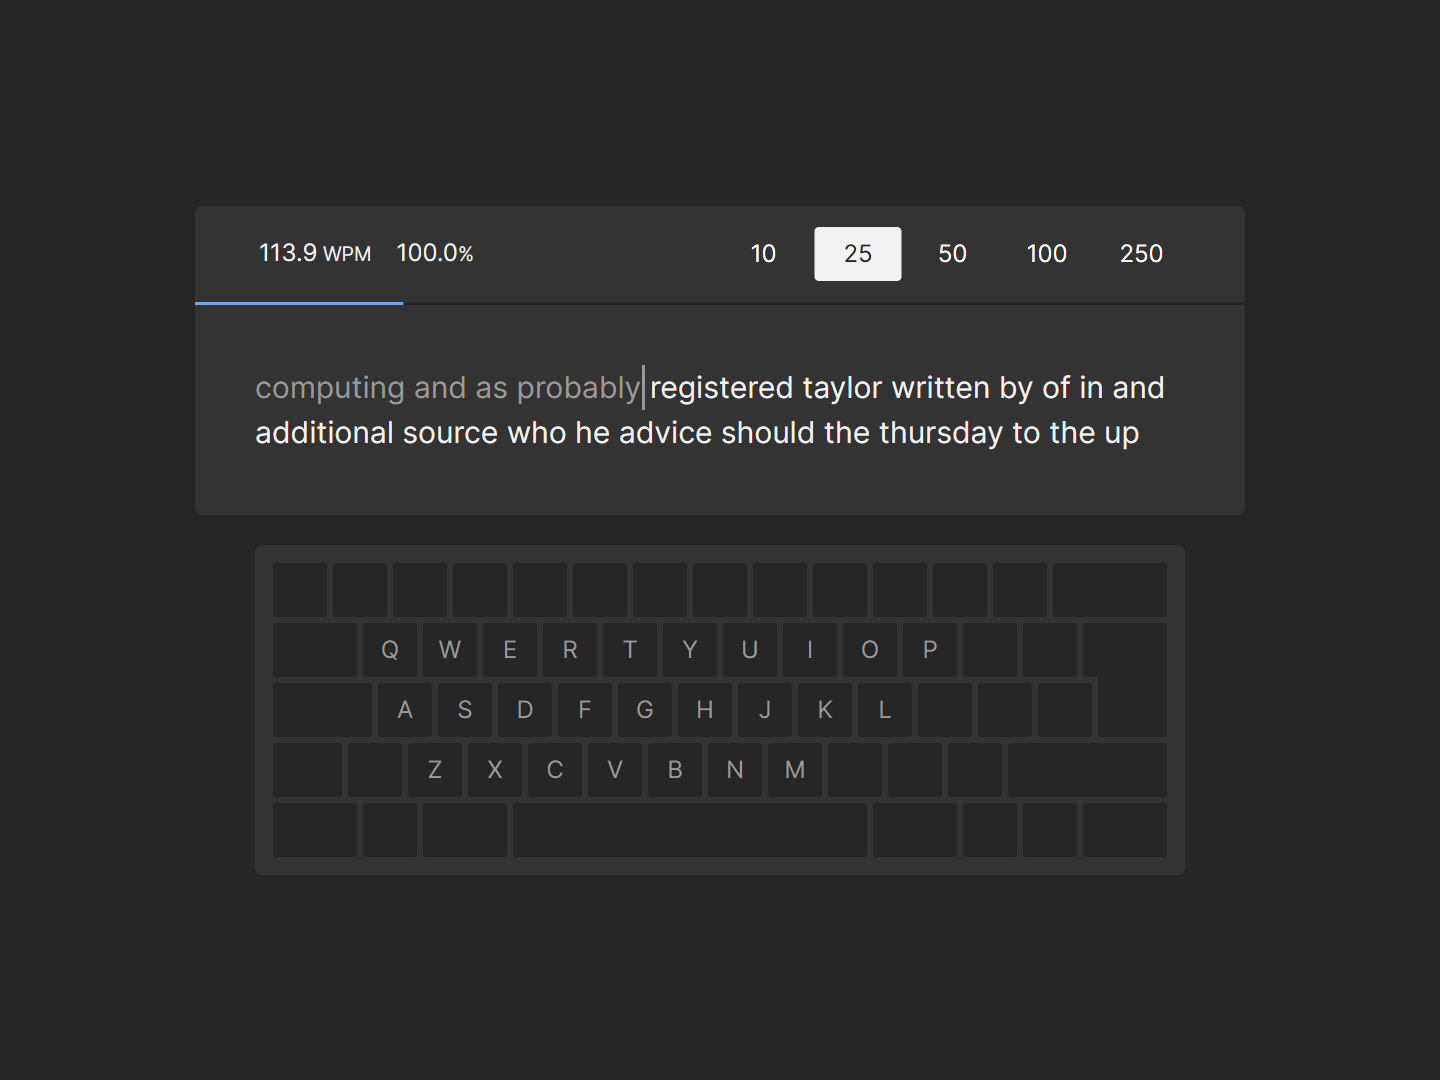 113.9 WPM 100.0% 10 25 50 100 250
computing and as probably registered taylor written by of in and
additional source who he advice should the thursday to the up
Q W E R T Y U I O P
A S D F G H J K L
Z X C V B N M